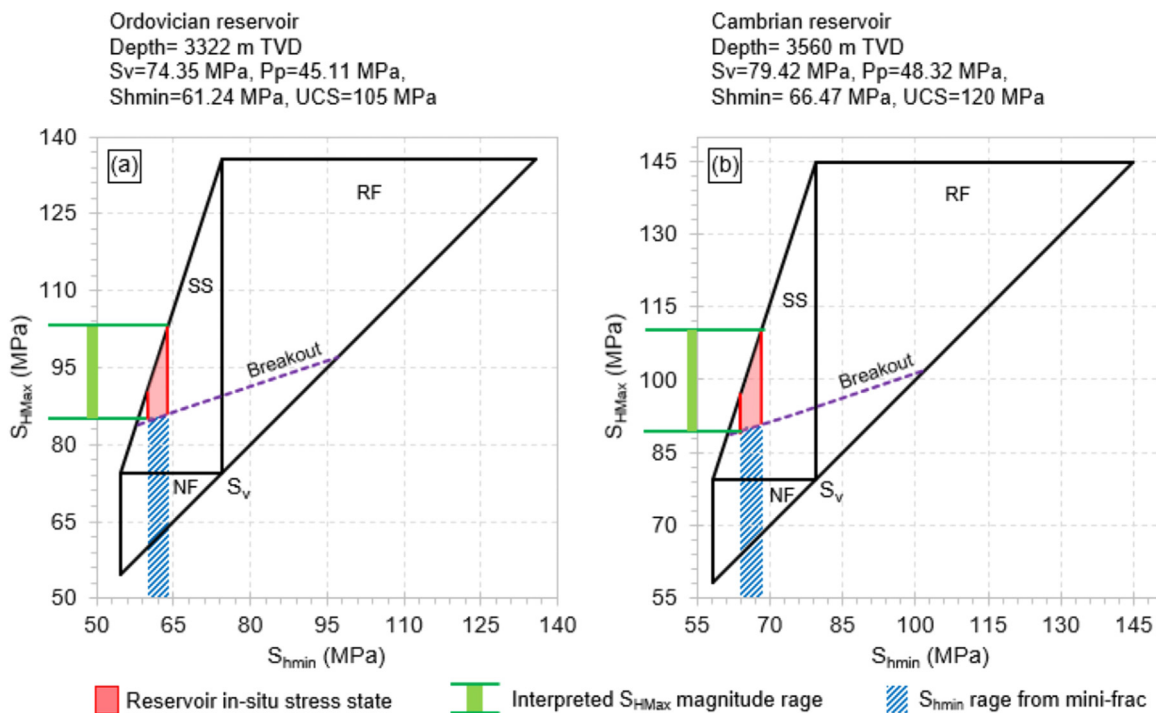 Ordovician reservoir
Depth= 3322 m TVD
Sv=74.35 MPa, Pp=45.11 MPa,
Shmin=61.24 MPa, UCS=105 MPa
Cambrian reservoir
Depth= 3560 m TVD
Sv=79.42 MPa, Pp=48.32 MPa,
Shmin= 66.47 MPa, UCS=120 MPa
(a)
140
125
110
95
80
65
50
SHMax (MPa)
RF
SS
Breakout
NF
Sv
50
65
80
95
110
125
140
Shmin (MPa)
(b)
145
130
115
100
85
70
55
SHMax (MPa)
RF
SS
Breakout
NF
Sv
55
70
85
100
115
130
145
Shmin (MPa)
Reservoir in-situ stress state
Interpreted SHMax magnitude rage
Shmin rage from mini-frac